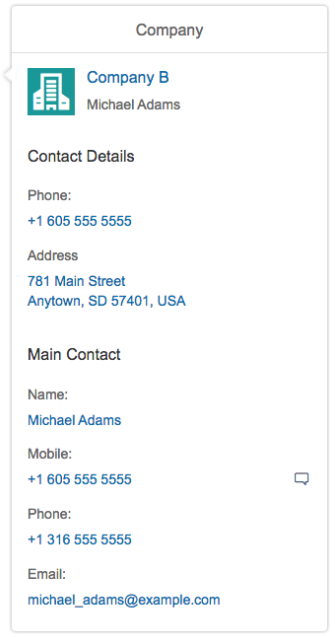 Company
Company B
Michael Adams
Contact Details
Phone:
+1 605 555 5555
Address
781 Main Street
Anytown, SD 57401, USA
Main Contact
Name:
Michael Adams
Mobile:
+1 605 555 5555
Phone:
+1 316 555 5555
Email:
michael_adams@example.com